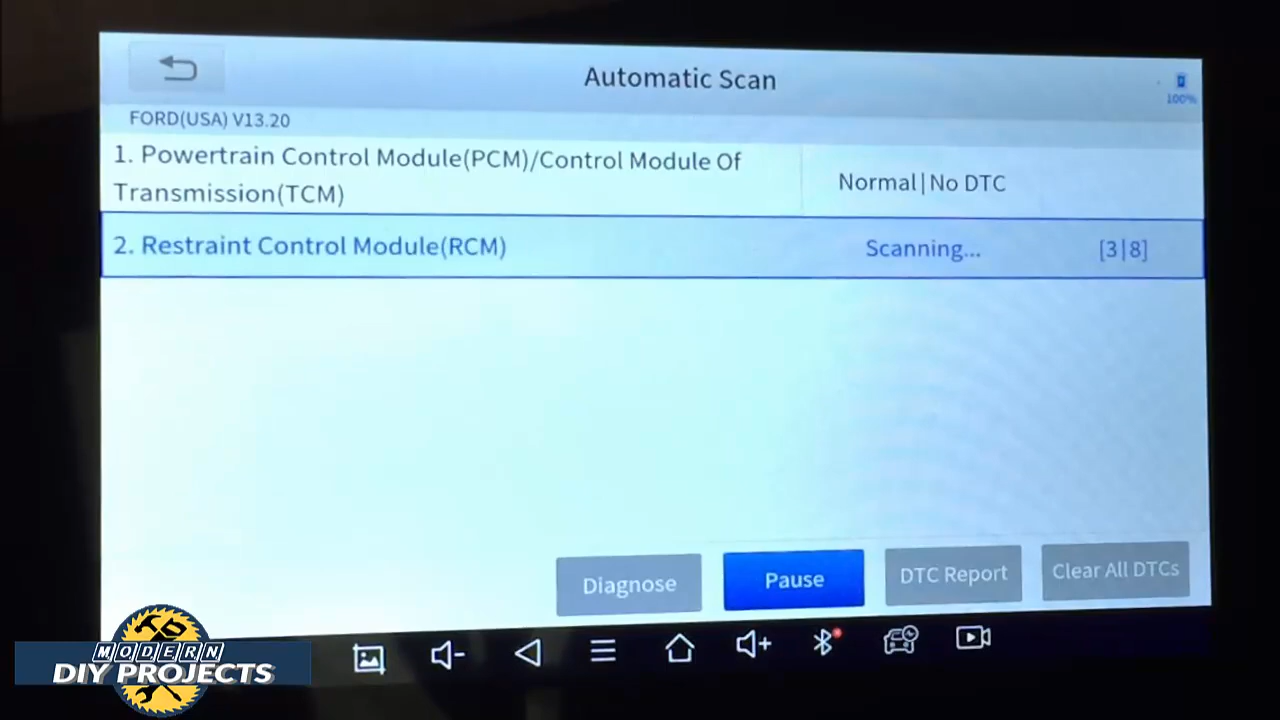 Automatic Scan
100%
FORD(USA) V13.20
1. Powertrain Control Module(PCM)/Control Module Of
Transmission(TCM)
Normal|No DTC
2. Restraint Control Module(RCM)
Scanning...
[3|8]
Diagnose
Pause
DTC Report
Clear All DTCs
MODERN
DIY PROJECTS